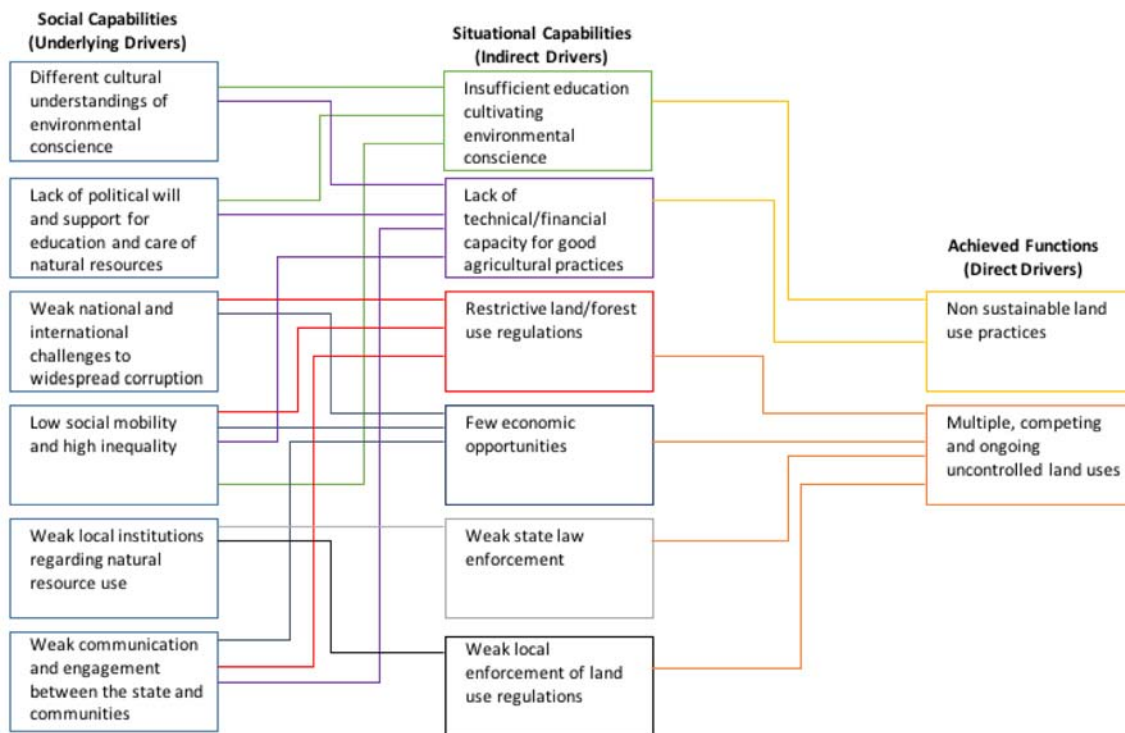 Social Capabilities
(Underlying Drivers)
Different cultural
understandings of
environmental
conscience
Lack of political will
and support for
education and care of
natural resources
Weak national and
international
challenges to
widespread corruption
Low social mobility
and high inequality
Weak local institutions
regarding natural
resource use
Weak communication
and engagement
between the state and
communities
Situational Capabilities
(Indirect Drivers)
Insufficient education
cultivating
environmental
conscience
Lack of
technical/financial
capacity for good
agricultural practices
Restrictive land/forest
use regulations
Few economic
opportunities
Weak state law
enforcement
Weak local
enforcement of land
use regulations
Achieved Functions
(Direct Drivers)
Non sustainable land
use practices
Multiple, competing
and ongoing
uncontrolled land uses